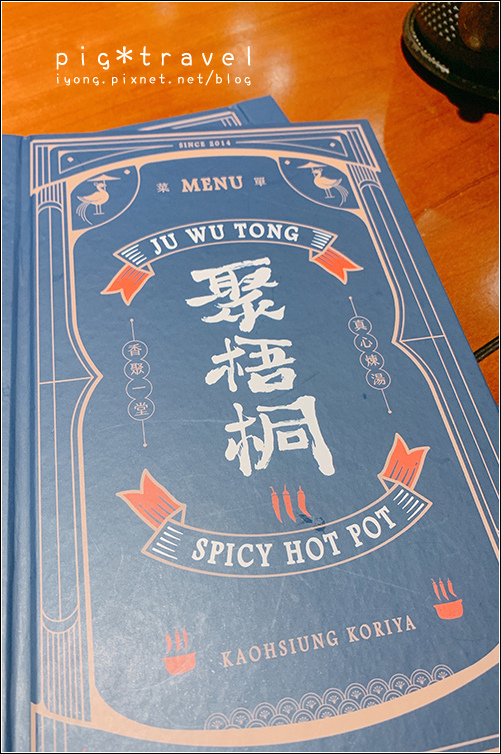 pig*travel
iyong.pixnet.net/blog
SINCE 2014
菜 MENU 單
JU WU TONG
聚梧桐
香聚一堂
真心煉湯
SPICY HOT POT
KAOHSIUNG KORIYA